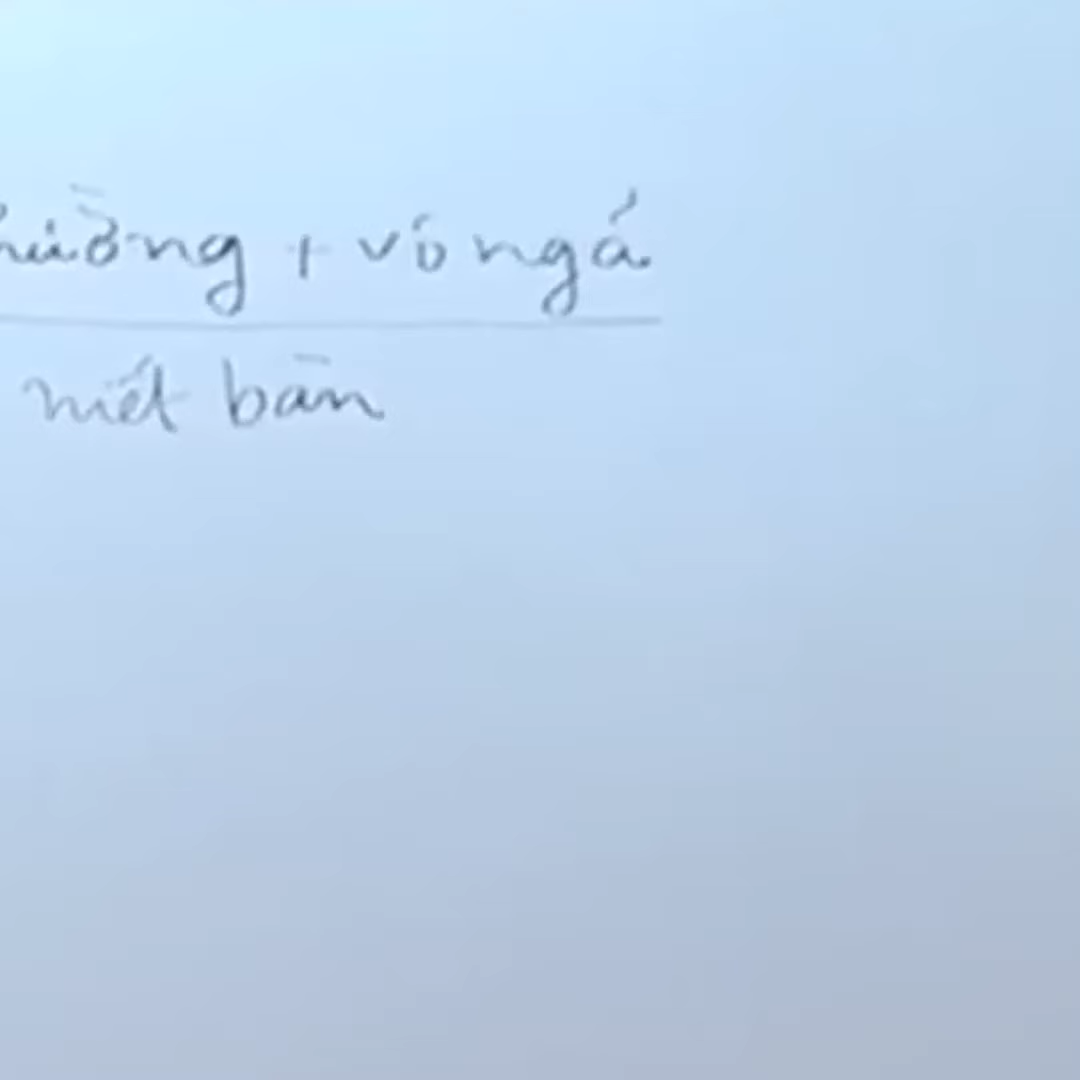 + vô ngã
niết bàn